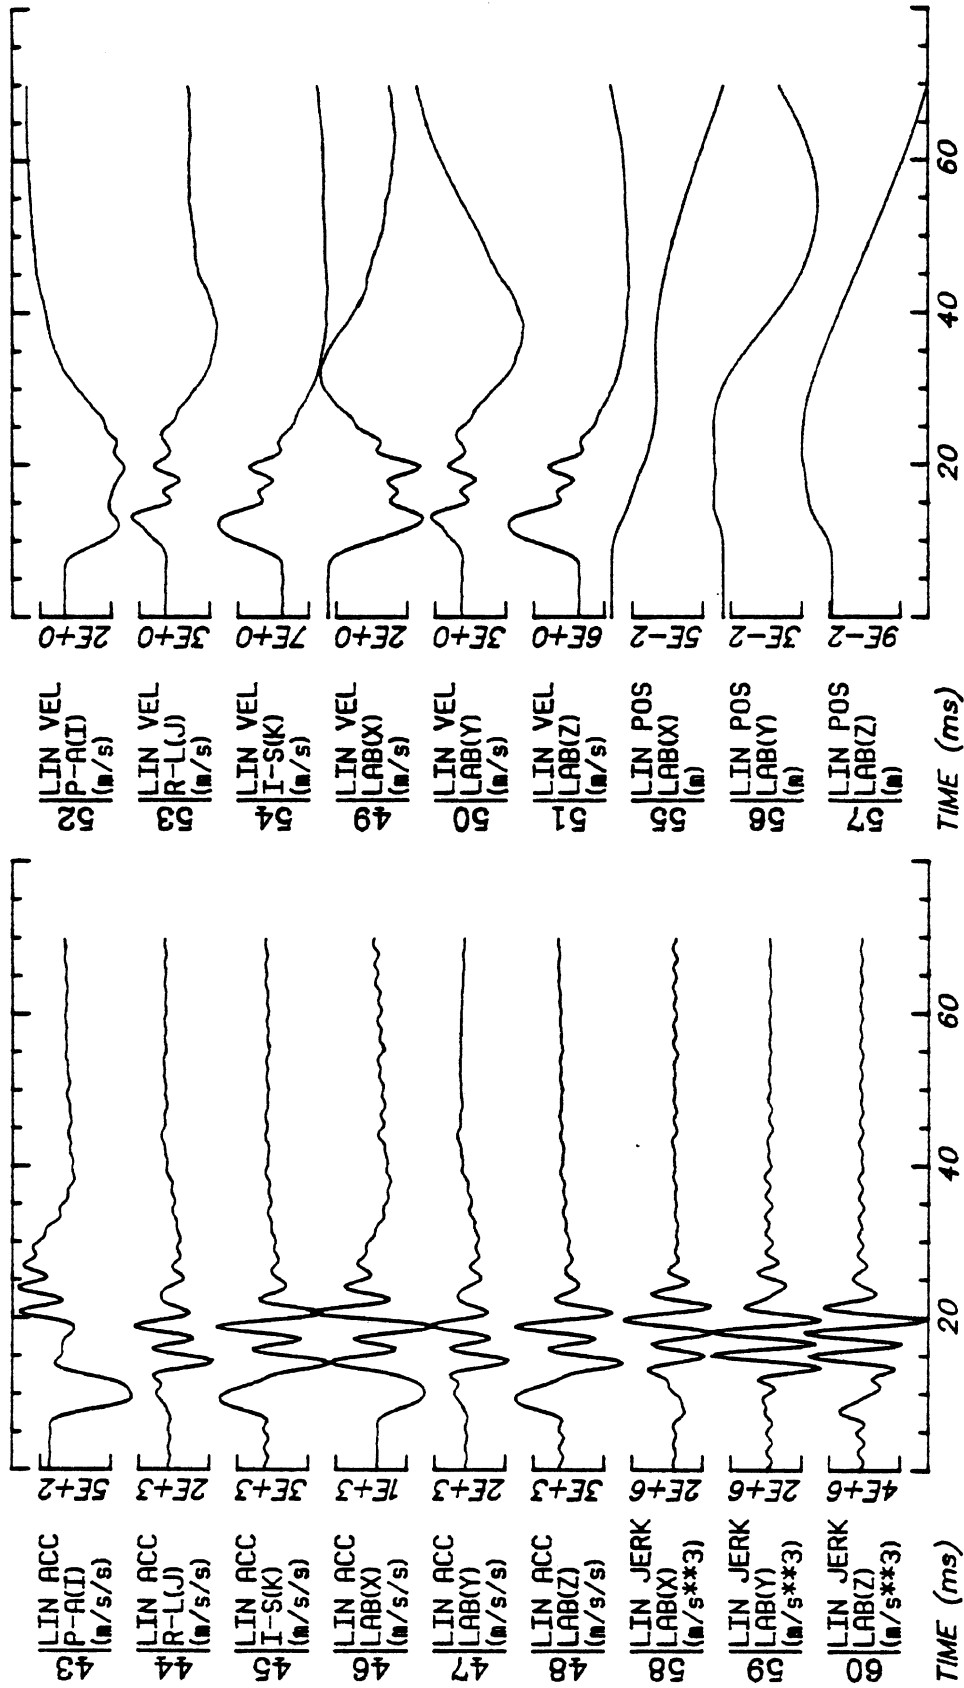 43 LIN ACC
P-A(I)
(m/s/s)
5E+2
44 LIN ACC
R-L(J)
(m/s/s)
2E+3
45 LIN ACC
I-S(K)
(m/s/s)
3E+3
46 LIN ACC
LAB(X)
(m/s/s)
1E+3
47 LIN ACC
LAB(Y)
(m/s/s)
2E+3
48 LIN ACC
LAB(Z)
(m/s/s)
3E+3
58 LIN JERK
LAB(X)
(m/s**3)
2E+6
59 LIN JERK
LAB(Y)
(m/s**3)
2E+6
60 LIN JERK
LAB(Z)
(m/s**3)
4E+6
TIME (ms)
20 40 60
52 LIN VEL
P-A(I)
(m/s)
2E+0
53 LIN VEL
R-L(J)
(m/s)
3E+0
54 LIN VEL
I-S(K)
(m/s)
7E+0
49 LIN VEL
LAB(X)
(m/s)
2E+0
50 LIN VEL
LAB(Y)
(m/s)
3E+0
51 LIN VEL
LAB(Z)
(m/s)
6E+0
55 LIN POS
LAB(X)
(m)
5E-2
56 LIN POS
LAB(Y)
(m)
3E-2
57 LIN POS
LAB(Z)
(m)
9E-2
TIME (ms)
20 40 60